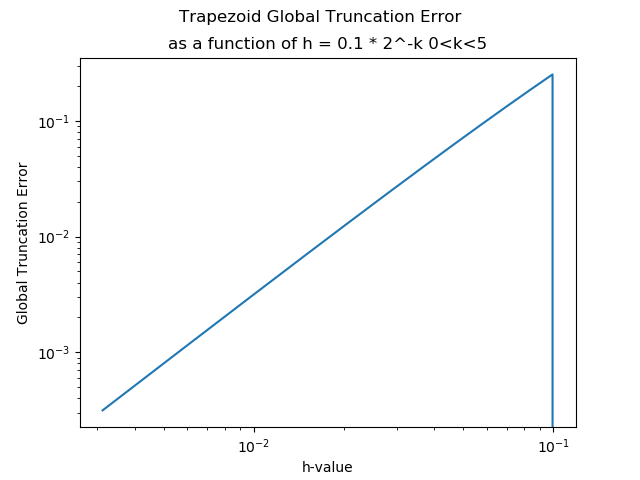 Trapezoid Global Truncation Error
as a function of h = 0.1 * 2^-k 0<k<5
10⁻¹
10⁻²
10⁻³
Global Truncation Error
10⁻²
10⁻¹
h-value